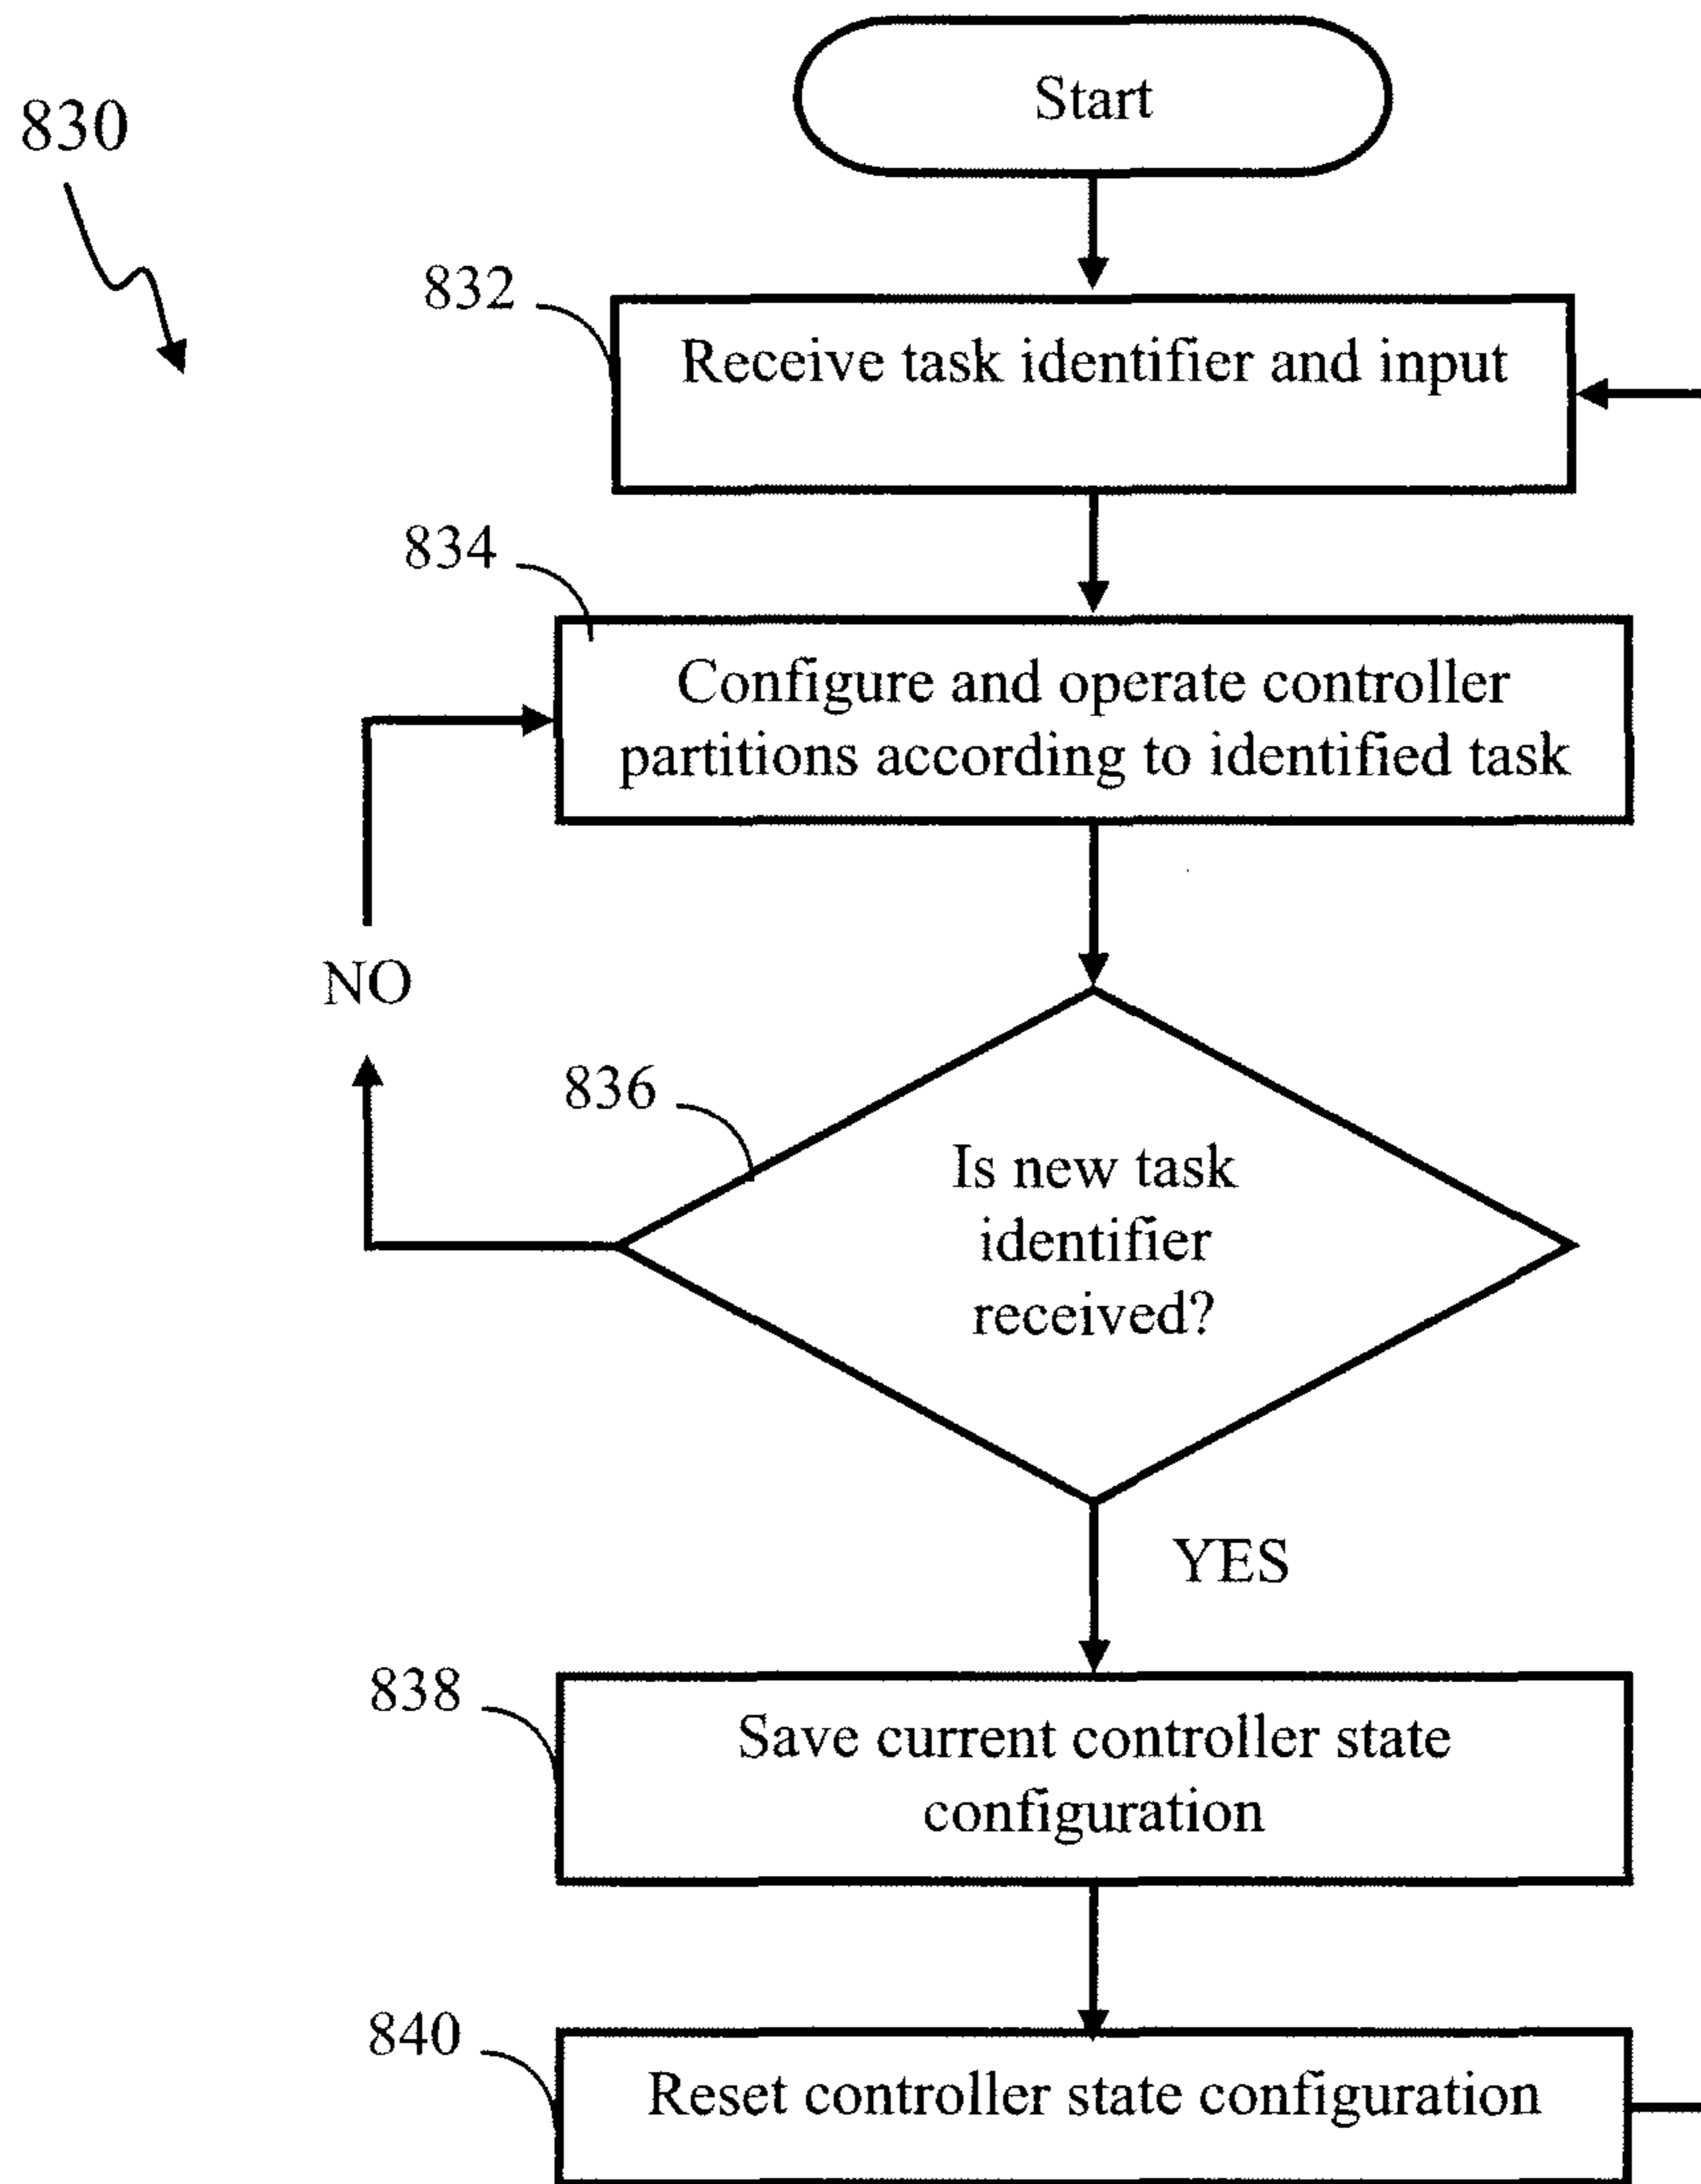 Start
830
832
Receive task identifier and input
834
Configure and operate controller
partitions according to identified task
NO
836
Is new task
identifier
received?
YES
838
Save current controller state
configuration
840
Reset controller state configuration